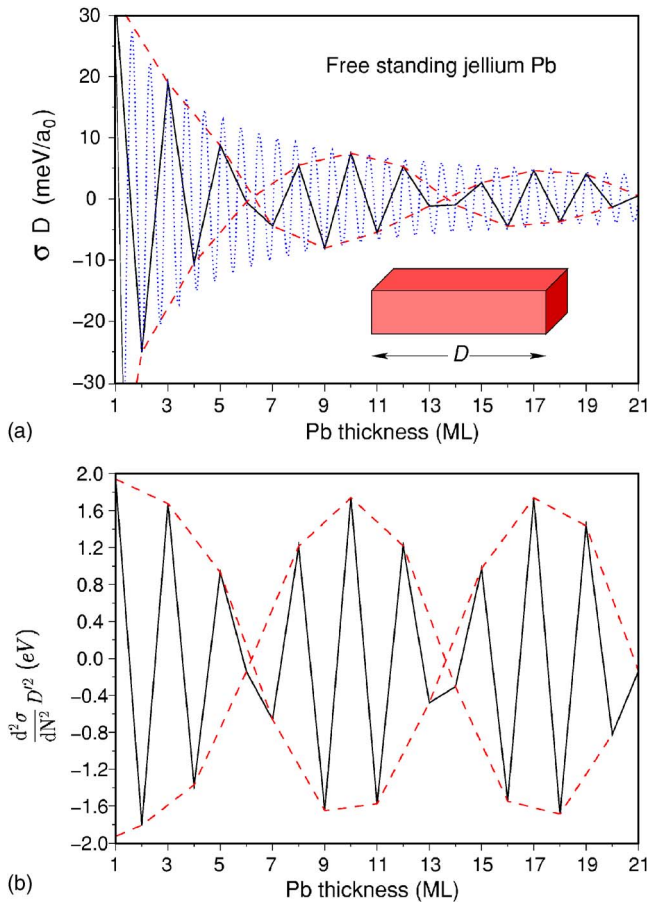 30
20
10
0
−10
−20
−30
σ D (meV/a₀)
Free standing jellium Pb
D
1 3 5 7 9 11 13 15 17 19 21
Pb thickness (ML)
(a)
2.0
1.6
1.2
0.8
0.4
0.0
−0.4
−0.8
−1.2
−1.6
−2.0
d²σ/dN² D′² (eV)
1 3 5 7 9 11 13 15 17 19 21
Pb thickness (ML)
(b)